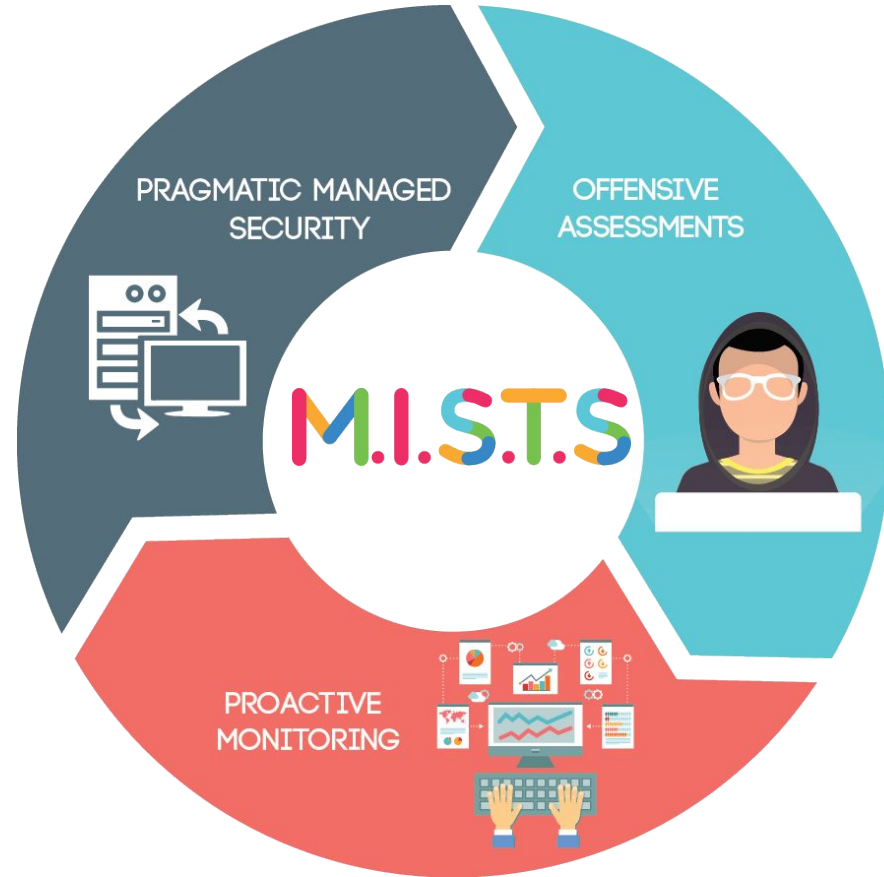 PRAGMATIC MANAGED
SECURITY
OFFENSIVE
ASSESSMENTS
M.I.S.T.S
PROACTIVE
MONITORING